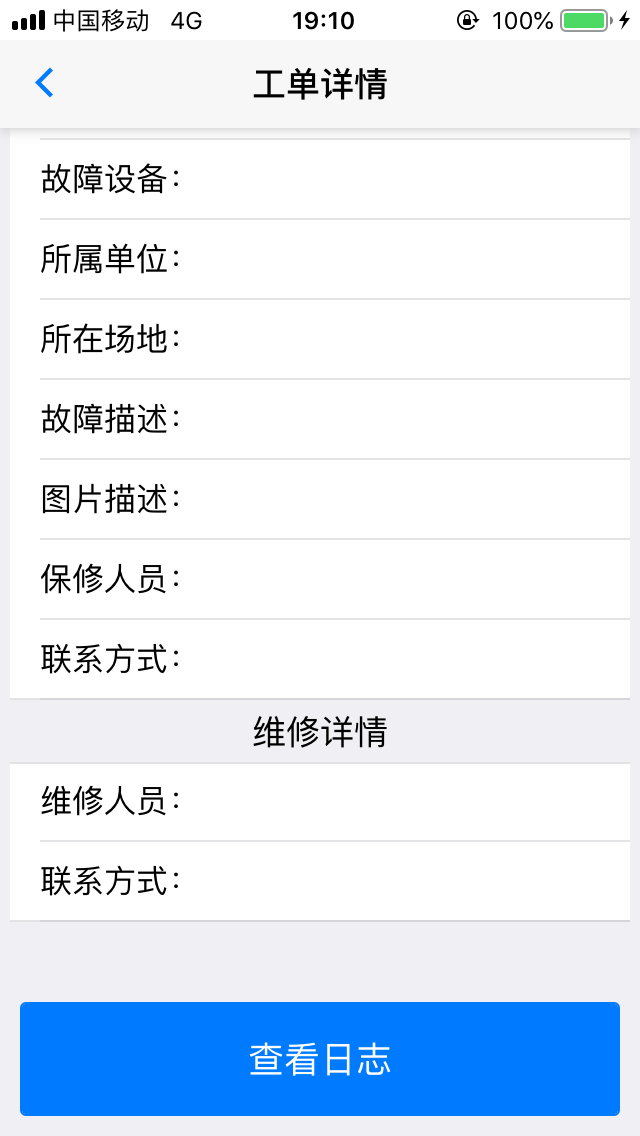 中国移动 4G 19:10 100%
工单详情
故障设备：
所属单位：
所在场地：
故障描述：
图片描述：
保修人员：
联系方式：
维修详情
维修人员：
联系方式：
查看日志